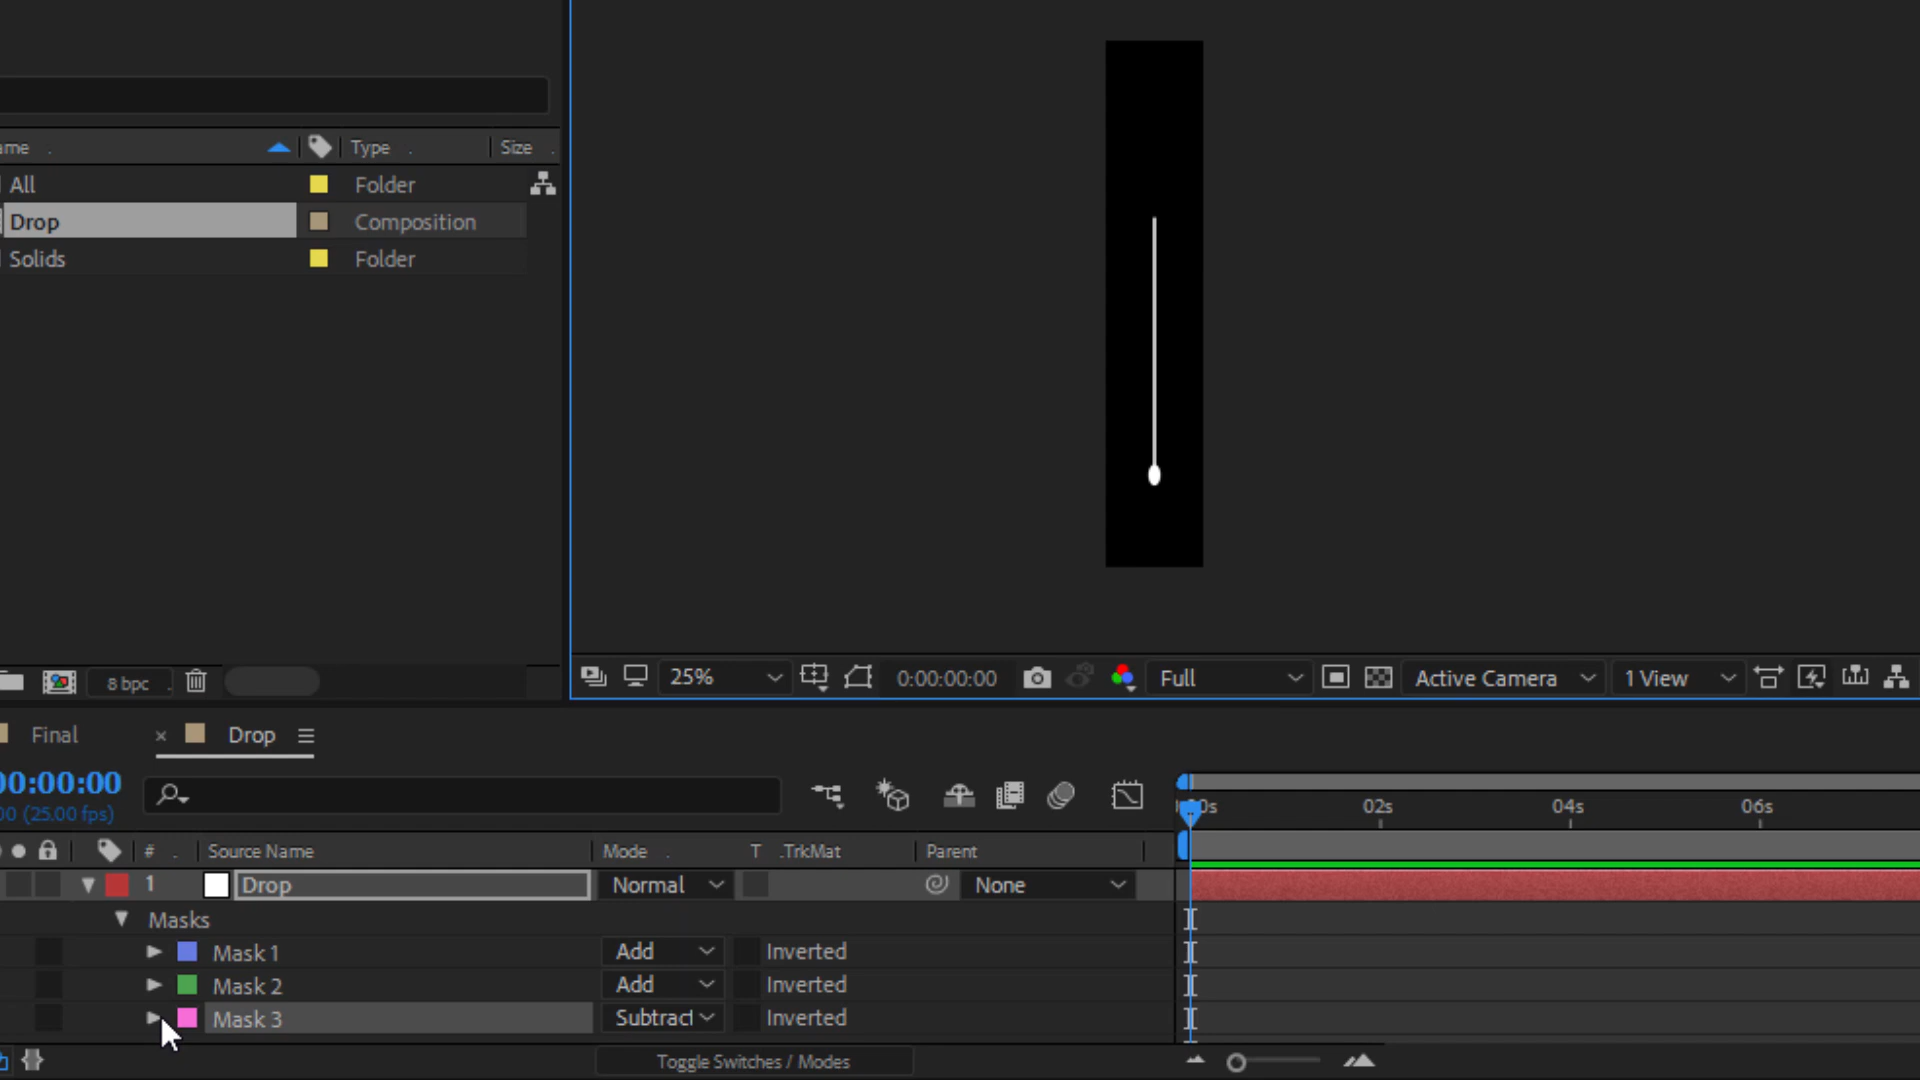 ame
Type
Size
All
Folder
Drop
Composition
Solids
Folder
8 bpc
25%
0:00:00:00
Full
Active Camera
1 View
Final
× Drop
00:00:00
00 (25.00 fps)
02s
04s
06s
#
Source Name
Mode
T .TrkMat
Parent
1
Drop
Normal
None
Masks
Mask 1
Add
Inverted
Mask 2
Add
Inverted
Mask 3
Subtract
Inverted
Toggle Switches / Modes